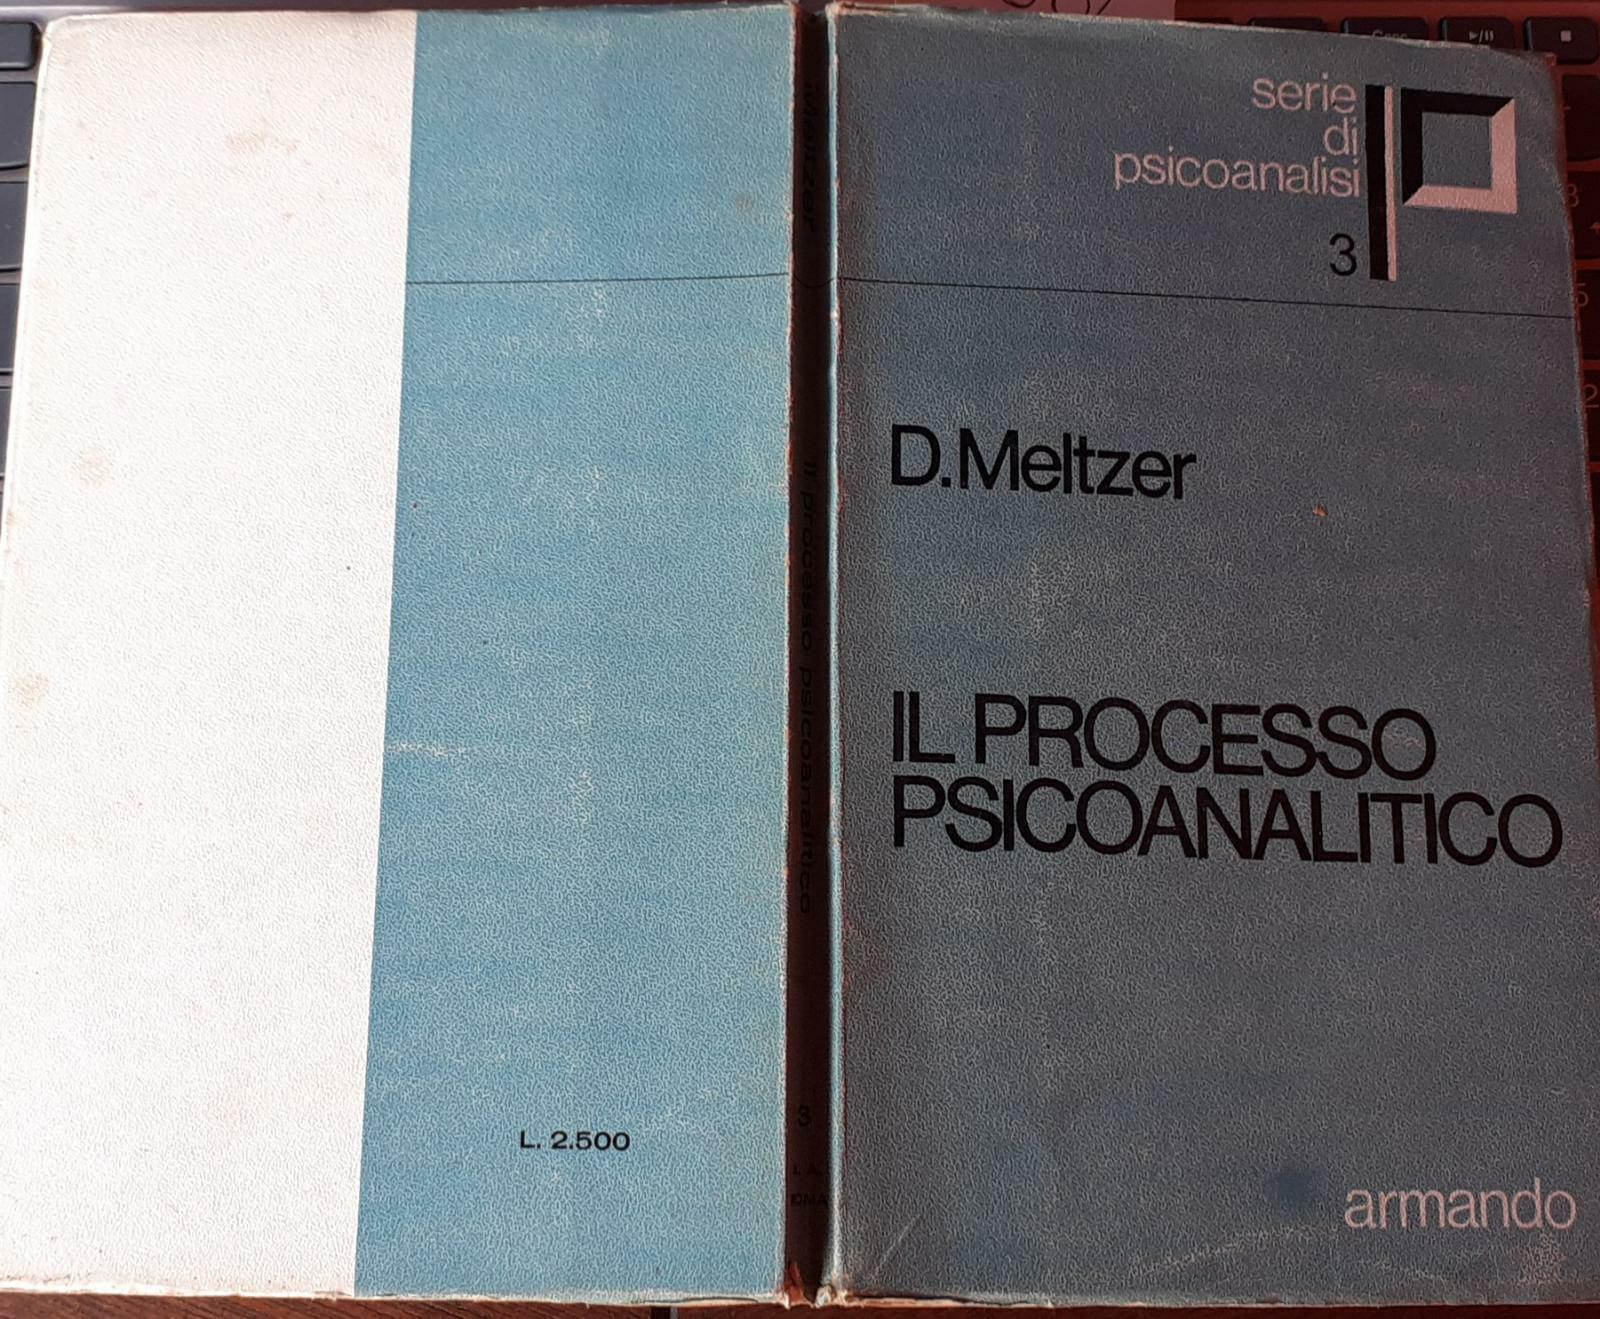 serie
di
psicoanalisi
3
D.Meltzer
IL PROCESSO
PSICOANALITICO
armando
Meltzer
Il processo psicoanalitico
3
L. 2.500